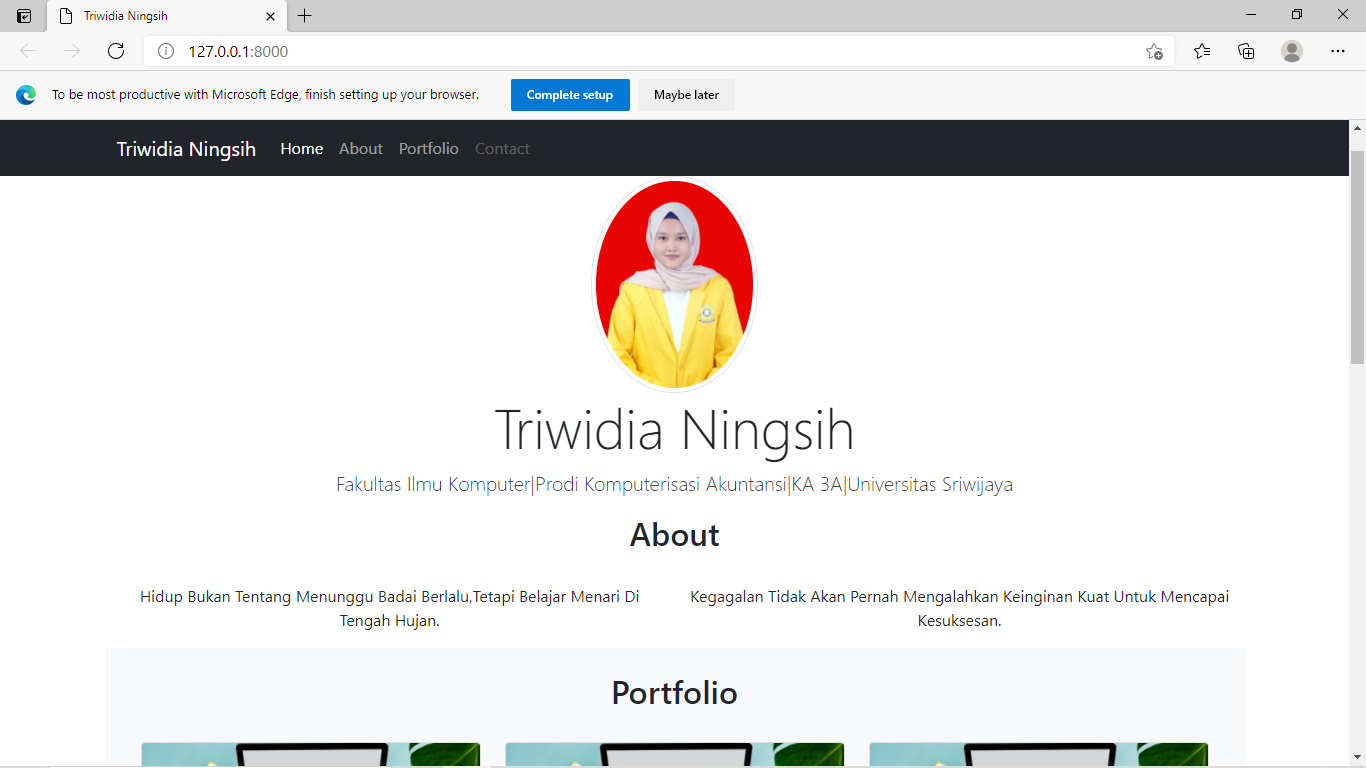 Triwidia Ningsih
127.0.0.1:8000
To be most productive with Microsoft Edge, finish setting up your browser. Complete setup Maybe later
Triwidia Ningsih Home About Portfolio Contact
Triwidia Ningsih
Fakultas Ilmu Komputer|Prodi Komputerisasi Akuntansi|KA 3A|Universitas Sriwijaya
About
Hidup Bukan Tentang Menunggu Badai Berlalu,Tetapi Belajar Menari Di
Tengah Hujan.
Kegagalan Tidak Akan Pernah Mengalahkan Keinginan Kuat Untuk Mencapai
Kesuksesan.
Portfolio